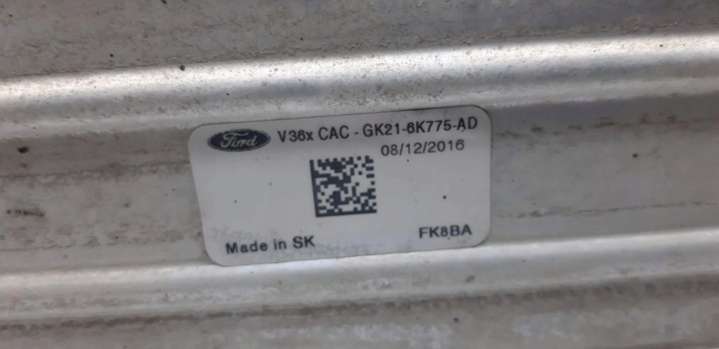 Ford V36x CAC - GK21-6K775-AD
08/12/2016
Made in SK FK8BA